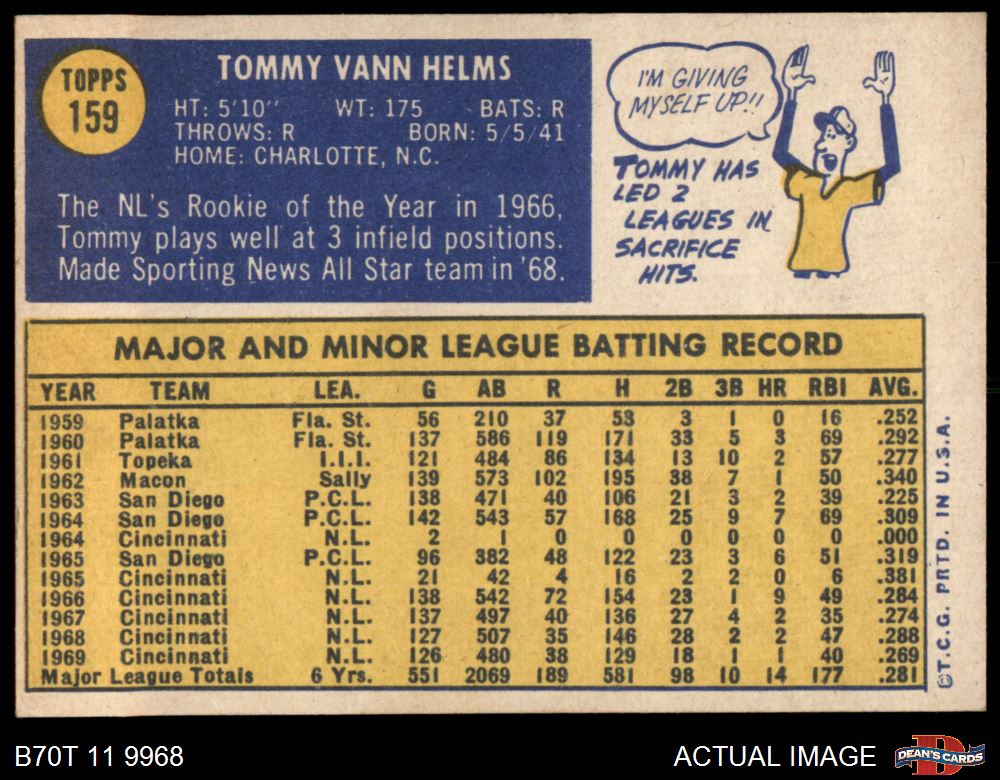 TOPPS
159
TOMMY VANN HELMS
HT: 5'10" WT: 175 BATS: R
THROWS: R BORN: 5/5/41
HOME: CHARLOTTE, N.C.
The NL's Rookie of the Year in 1966,
Tommy plays well at 3 infield positions.
Made Sporting News All Star team in '68.
I'M GIVING
MYSELF UP!!
TOMMY HAS
LED 2
LEAGUES IN
SACRIFICE
HITS.
MAJOR AND MINOR LEAGUE BATTING RECORD
YEAR TEAM LEA. G AB R H 2B 3B HR RBI AVG.
1959 Palatka Fla. St. 56 210 37 53 3 1 0 16 .252
1960 Palatka Fla. St. 137 586 119 171 33 5 3 69 .292
1961 Topeka I.I.I. 121 484 86 134 13 10 2 57 .277
1962 Macon Sally 139 573 102 195 38 7 1 50 .340
1963 San Diego P.C.L. 138 471 40 106 21 3 2 39 .225
1964 San Diego P.C.L. 142 543 57 168 25 9 7 69 .309
1964 Cincinnati N.L. 2 1 0 0 0 0 0 0 .000
1965 San Diego P.C.L. 96 382 48 122 23 3 6 51 .319
1965 Cincinnati N.L. 21 42 4 16 2 2 0 6 .381
1966 Cincinnati N.L. 138 542 72 154 23 1 9 49 .284
1967 Cincinnati N.L. 137 497 40 136 27 4 2 35 .274
1968 Cincinnati N.L. 127 507 35 146 28 2 2 47 .288
1969 Cincinnati N.L. 126 480 38 129 18 1 1 40 .269
Major League Totals 6 Yrs. 551 2069 189 581 98 10 14 177 .281
©T.C.G. PRTD. IN U.S.A.
B70T 11 9968
ACTUAL IMAGE
DEAN'S CARDS